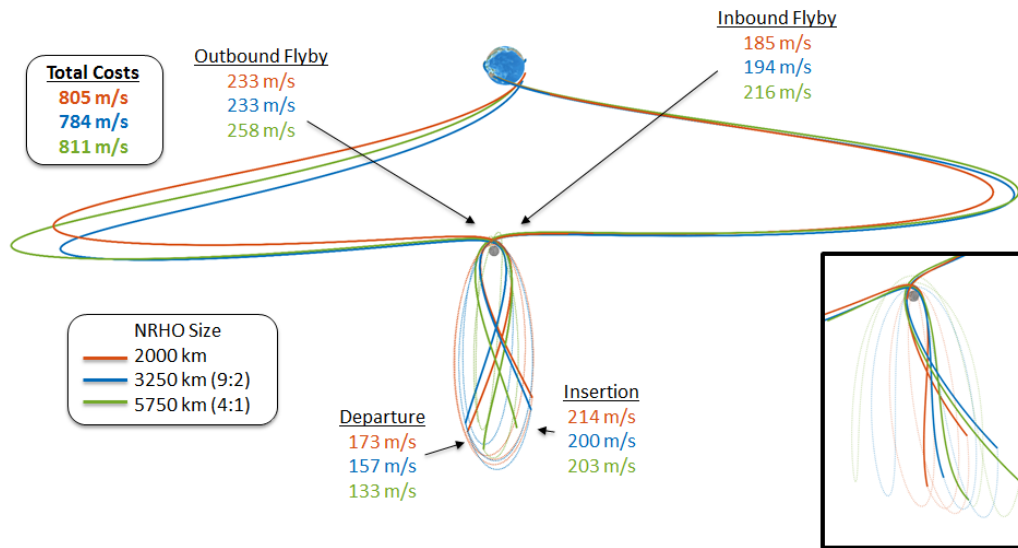 Total Costs
805 m/s
784 m/s
811 m/s
Outbound Flyby
233 m/s
233 m/s
258 m/s
Inbound Flyby
185 m/s
194 m/s
216 m/s
NRHO Size
2000 km
3250 km (9:2)
5750 km (4:1)
Departure
173 m/s
157 m/s
133 m/s
Insertion
214 m/s
200 m/s
203 m/s